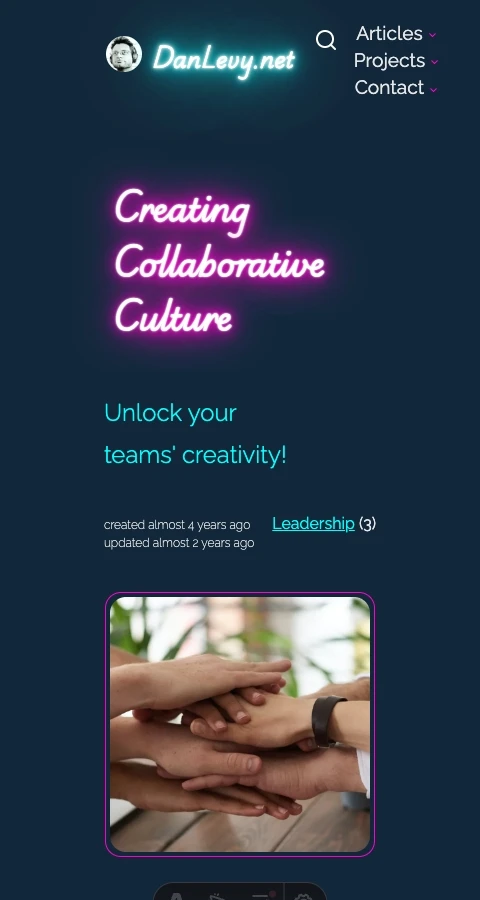 DanLevy.net
Articles
Projects
Contact
Creating
Collaborative
Culture
Unlock your
teams' creativity!
created almost 4 years ago
updated almost 2 years ago
Leadership (3)